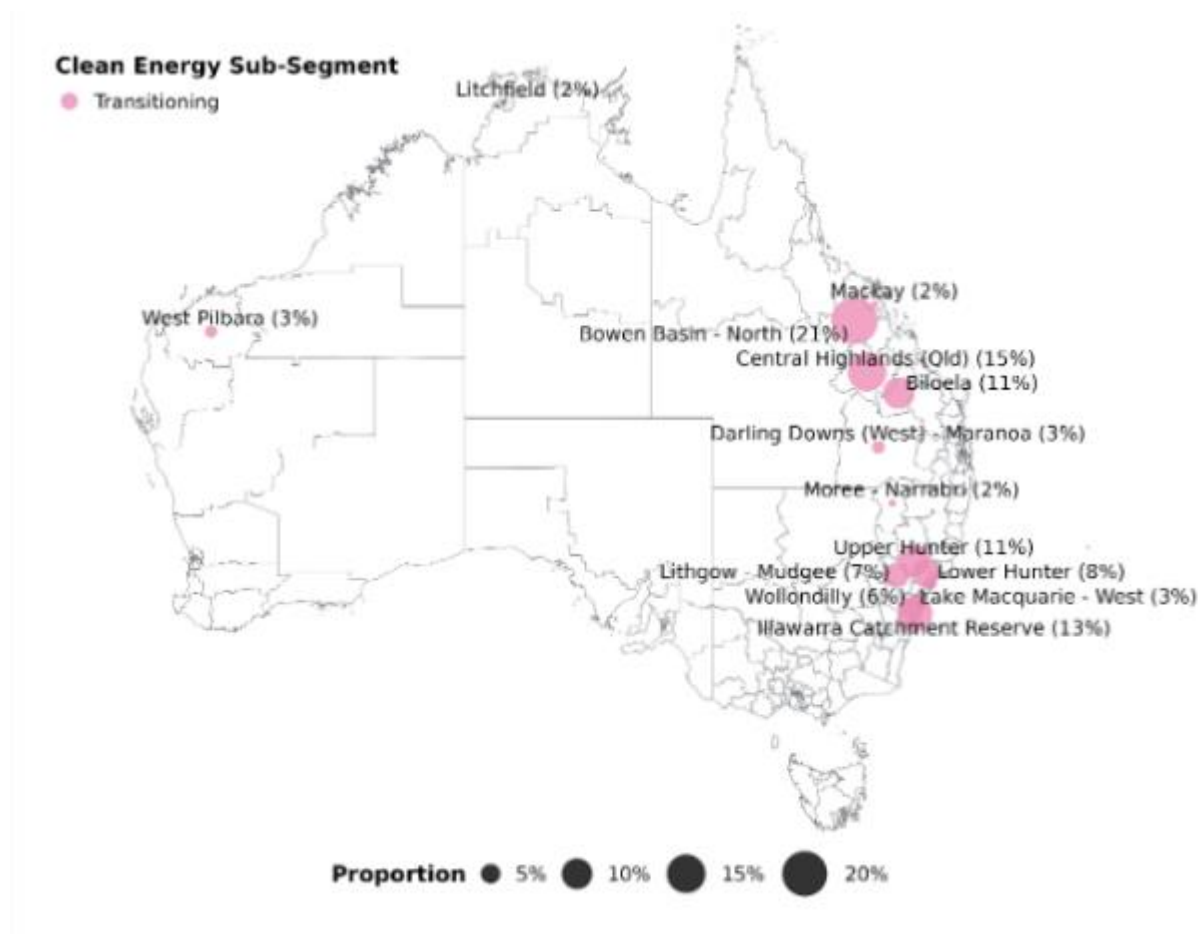 Clean Energy Sub-Segment
Transitioning
Litchfield (2%)
Mackay (2%)
West Pilbara (3%)
Bowen Basin - North (21%)
Central Highlands (Qld) (15%)
Biloela (11%)
Darling Downs (West) - Maranoa (3%)
Moree - Narrabri (2%)
Upper Hunter (11%)
Lithgow - Mudgee (7%)
Lower Hunter (8%)
Wollondilly (6%)
Lake Macquarie - West (3%)
Illawarra Catchment Reserve (13%)
Proportion 5% 10% 15% 20%